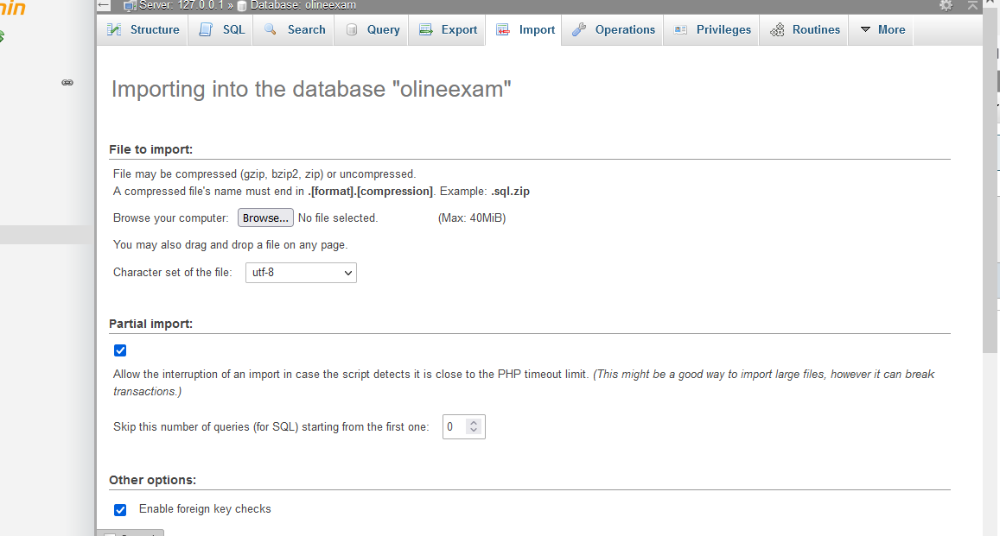 Server: 127.0.0.1 » Database: olineexam
Structure SQL Search Query Export Import Operations Privileges Routines More
Importing into the database "olineexam"
File to import:
File may be compressed (gzip, bzip2, zip) or uncompressed.
A compressed file's name must end in .[format].[compression]. Example: .sql.zip
Browse your computer: Browse... No file selected. (Max: 40MiB)
You may also drag and drop a file on any page.
Character set of the file: utf-8
Partial import:
Allow the interruption of an import in case the script detects it is close to the PHP timeout limit. (This might be a good way to import large files, however it can break
transactions.)
Skip this number of queries (for SQL) starting from the first one: 0
Other options:
Enable foreign key checks